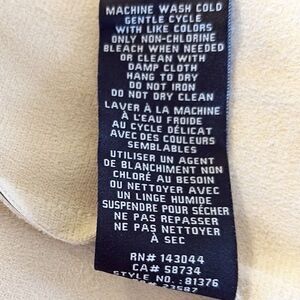 MACHINE WASH COLD
GENTLE CYCLE
WITH LIKE COLORS
ONLY NON-CHLORINE
BLEACH WHEN NEEDED
OR CLEAN WITH
DAMP CLOTH
HANG TO DRY
DO NOT IRON
DO NOT DRY CLEAN
LAVER À LA MACHINE
À L'EAU FROIDE
AU CYCLE DÉLICAT
AVEC DES COULEURS
SEMBLABLES
UTILISER UN AGENT
DE BLANCHIMENT NON
CHLORÉ AU BESOIN
OU NETTOYER AVEC
UN LINGE HUMIDE
SUSPENDRE POUR SÉCHER
NE PAS REPASSER
NE PAS NETTOYER
À SEC
RN# 143044
CA# 58734
STYLE NO.: 81376